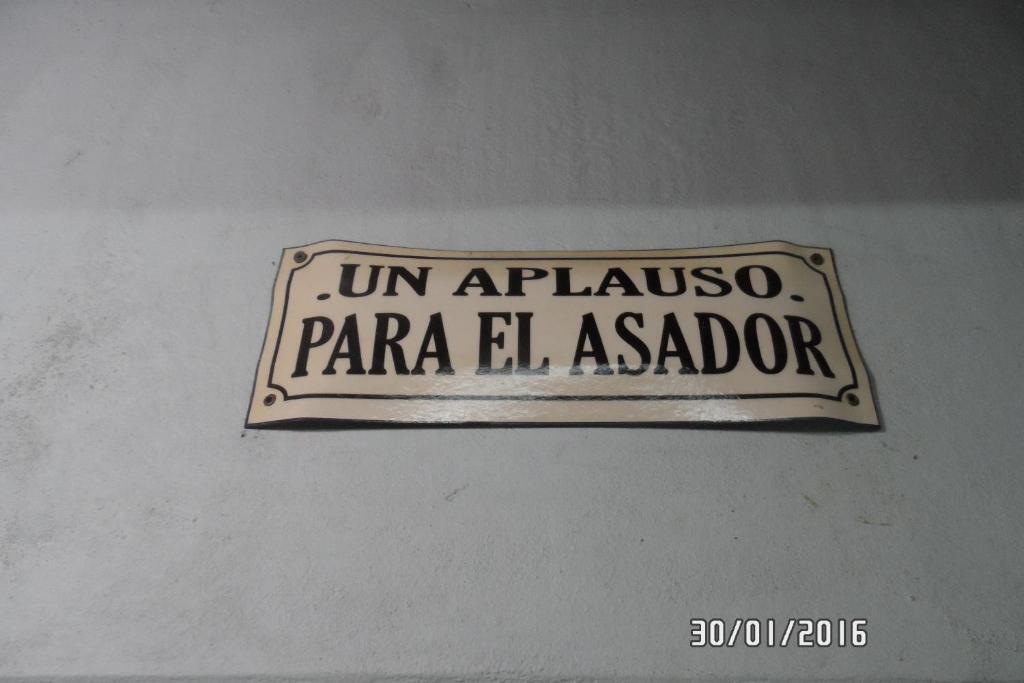 .UN APLAUSO.
PARA EL ASADOR
30/01/2016